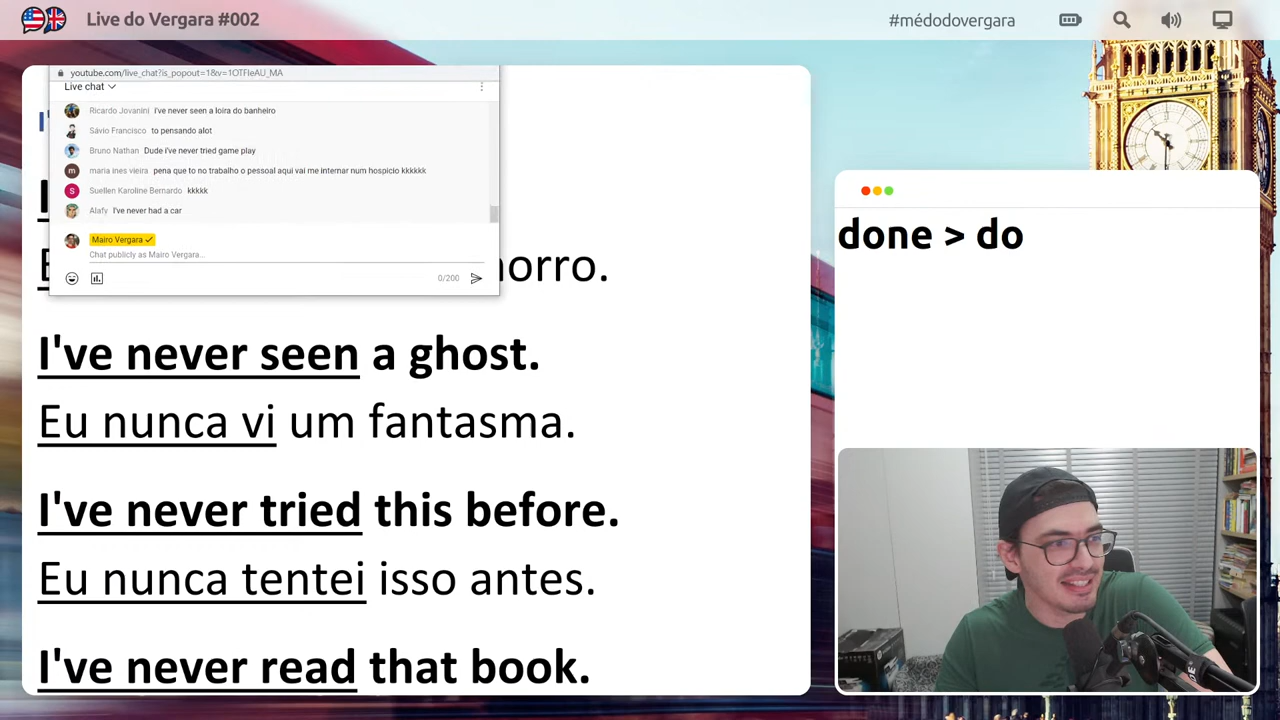 Live do Vergara #002
#médodovergara
youtube.com/live_chat?is_popout=1&v=1OTFIeAU_MA
Live chat
Ricardo Jovanini i've never seen a loira do banheiro
Sávio Francisco to pensando alot
Bruno Nathan Dude i've never tried game play
m maria ines vieira pena que to no trabalho o pessoal aqui vai me internar num hospicio kkkkkk
S Suellen Karoline Bernardo kkkkk
Alafy I've never had a car
Mairo Vergara
Chat publicly as Mairo Vergara...
0/200
horro.
I've never seen a ghost.
Eu nunca vi um fantasma.
I've never tried this before.
Eu nunca tentei isso antes.
I've never read that book.
done > do